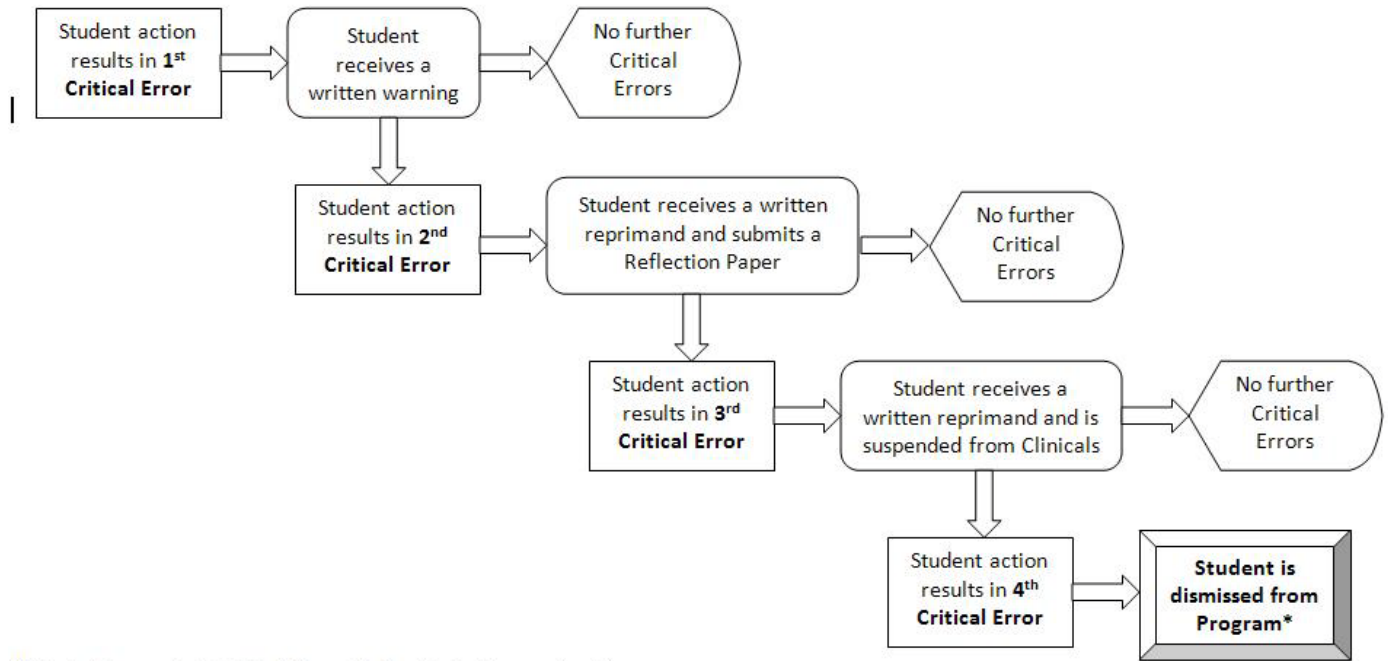 Student action
results in 1st
Critical Error
Student
receives a
written warning
No further
Critical
Errors
Student action
results in 2nd
Critical Error
Student receives a written
reprimand and submits a
Reflection Paper
No further
Critical
Errors
Student action
results in 3rd
Critical Error
Student receives a
written reprimand and is
suspended from Clinicals
No further
Critical
Errors
Student action
results in 4th
Critical Error
Student is
dismissed from
Program*